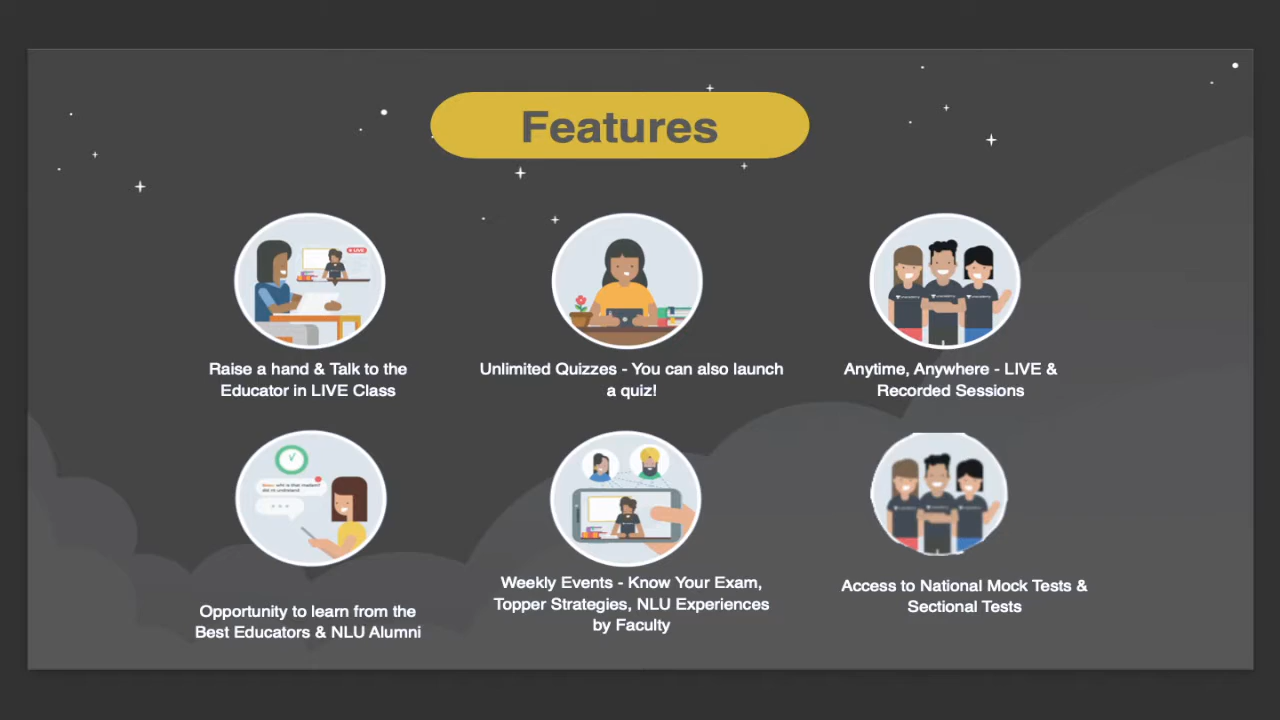 Features
LIVE
Raise a hand & Talk to the
Educator in LIVE Class
Unlimited Quizzes - You can also launch
a quiz!
Anytime, Anywhere - LIVE &
Recorded Sessions
Opportunity to learn from the
Best Educators & NLU Alumni
Weekly Events - Know Your Exam,
Topper Strategies, NLU Experiences
by Faculty
Access to National Mock Tests &
Sectional Tests